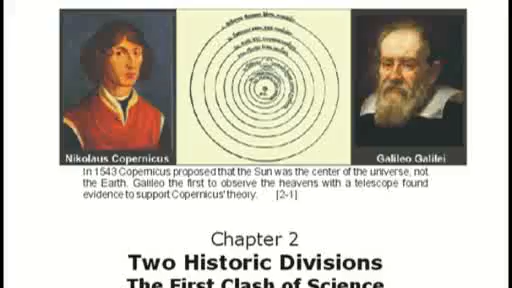 Nikolaus Copernicus
Galileo Galilei
In 1543 Copernicus proposed that the Sun was the center of the universe, not
the Earth. Galileo the first to observe the heavens with a telescope found
evidence to support Copernicus' theory. [2-1]
Chapter 2
Two Historic Divisions
The First Clash of Science